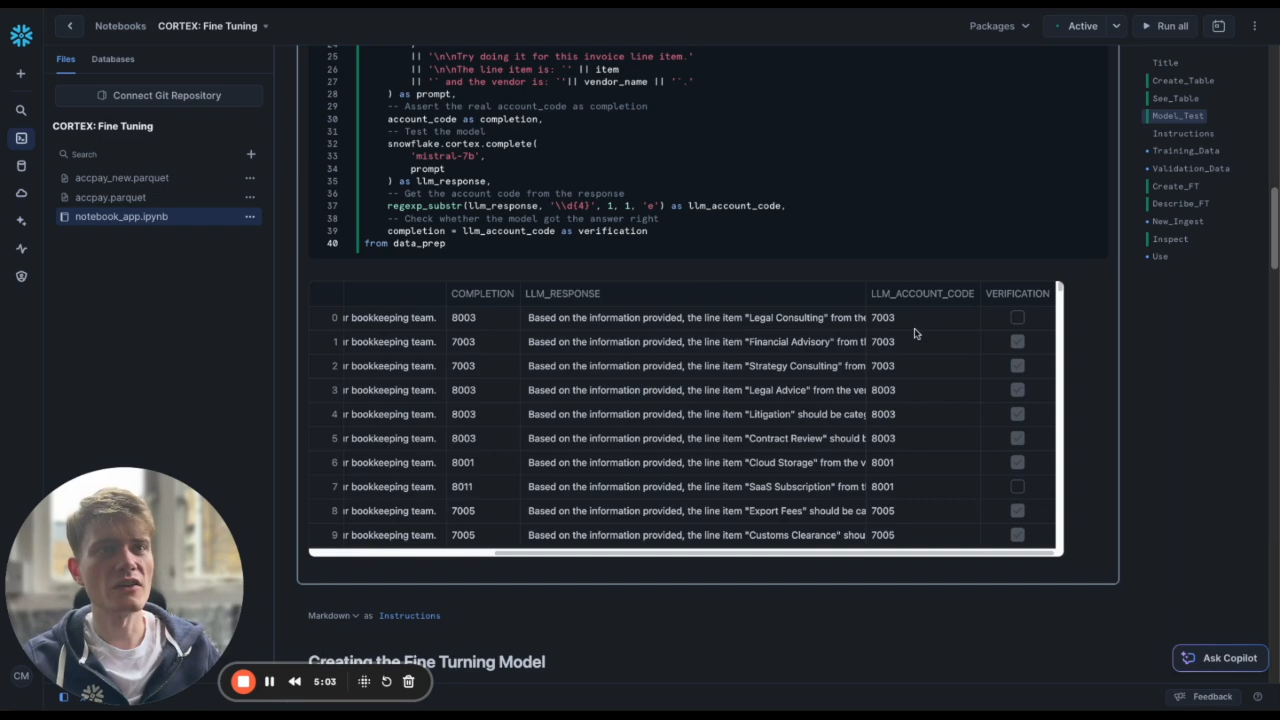 Notebooks CORTEX: Fine Tuning
Packages Active Run all
Files Databases
Connect Git Repository
CORTEX: Fine Tuning
Search
accpay_new.parquet
accpay.parquet
notebook_app.ipynb
25 || '\n\nTry doing it for this invoice line item.'
26 || '\n\nThe line item is: `' || item
27 || '` and the vendor is: `'|| vendor_name || '`.'
28 ) as prompt,
29 -- Assert the real account_code as completion
30 account_code as completion,
31 -- Test the model
32 snowflake.cortex.complete(
33 'mistral-7b',
34 prompt
35 ) as llm_response,
36 -- Get the account code from the response
37 regexp_substr(llm_response, '\\d{4}', 1, 1, 'e') as llm_account_code,
38 -- Check whether the model got the answer right
39 completion = llm_account_code as verification
40 from data_prep
COMPLETION LLM_RESPONSE LLM_ACCOUNT_CODE VERIFICATION
0 ır bookkeeping team. 8003 Based on the information provided, the line item "Legal Consulting" from the 7003
1 ır bookkeeping team. 7003 Based on the information provided, the line item "Financial Advisory" from t 7003
2 ır bookkeeping team. 7003 Based on the information provided, the line item "Strategy Consulting" from 7003
3 ır bookkeeping team. 8003 Based on the information provided, the line item "Legal Advice" from the ve 8003
4 ır bookkeeping team. 8003 Based on the information provided, the line item "Litigation" should be cate 8003
5 ır bookkeeping team. 8003 Based on the information provided, the line item "Contract Review" should b 8003
6 ır bookkeeping team. 8001 Based on the information provided, the line item "Cloud Storage" from the v 8001
7 ır bookkeeping team. 8011 Based on the information provided, the line item "SaaS Subscription" from t 8001
8 ır bookkeeping team. 7005 Based on the information provided, the line item "Export Fees" should be ca 7005
9 ır bookkeeping team. 7005 Based on the information provided, the line item "Customs Clearance" shou 7005
Markdown as Instructions
Creating the Fine Turning Model
Title
Create_Table
See_Table
Model_Test
Instructions
Training_Data
Validation_Data
Create_FT
Describe_FT
New_Ingest
Inspect
Use
Ask Copilot
CM
5:03
Feedback